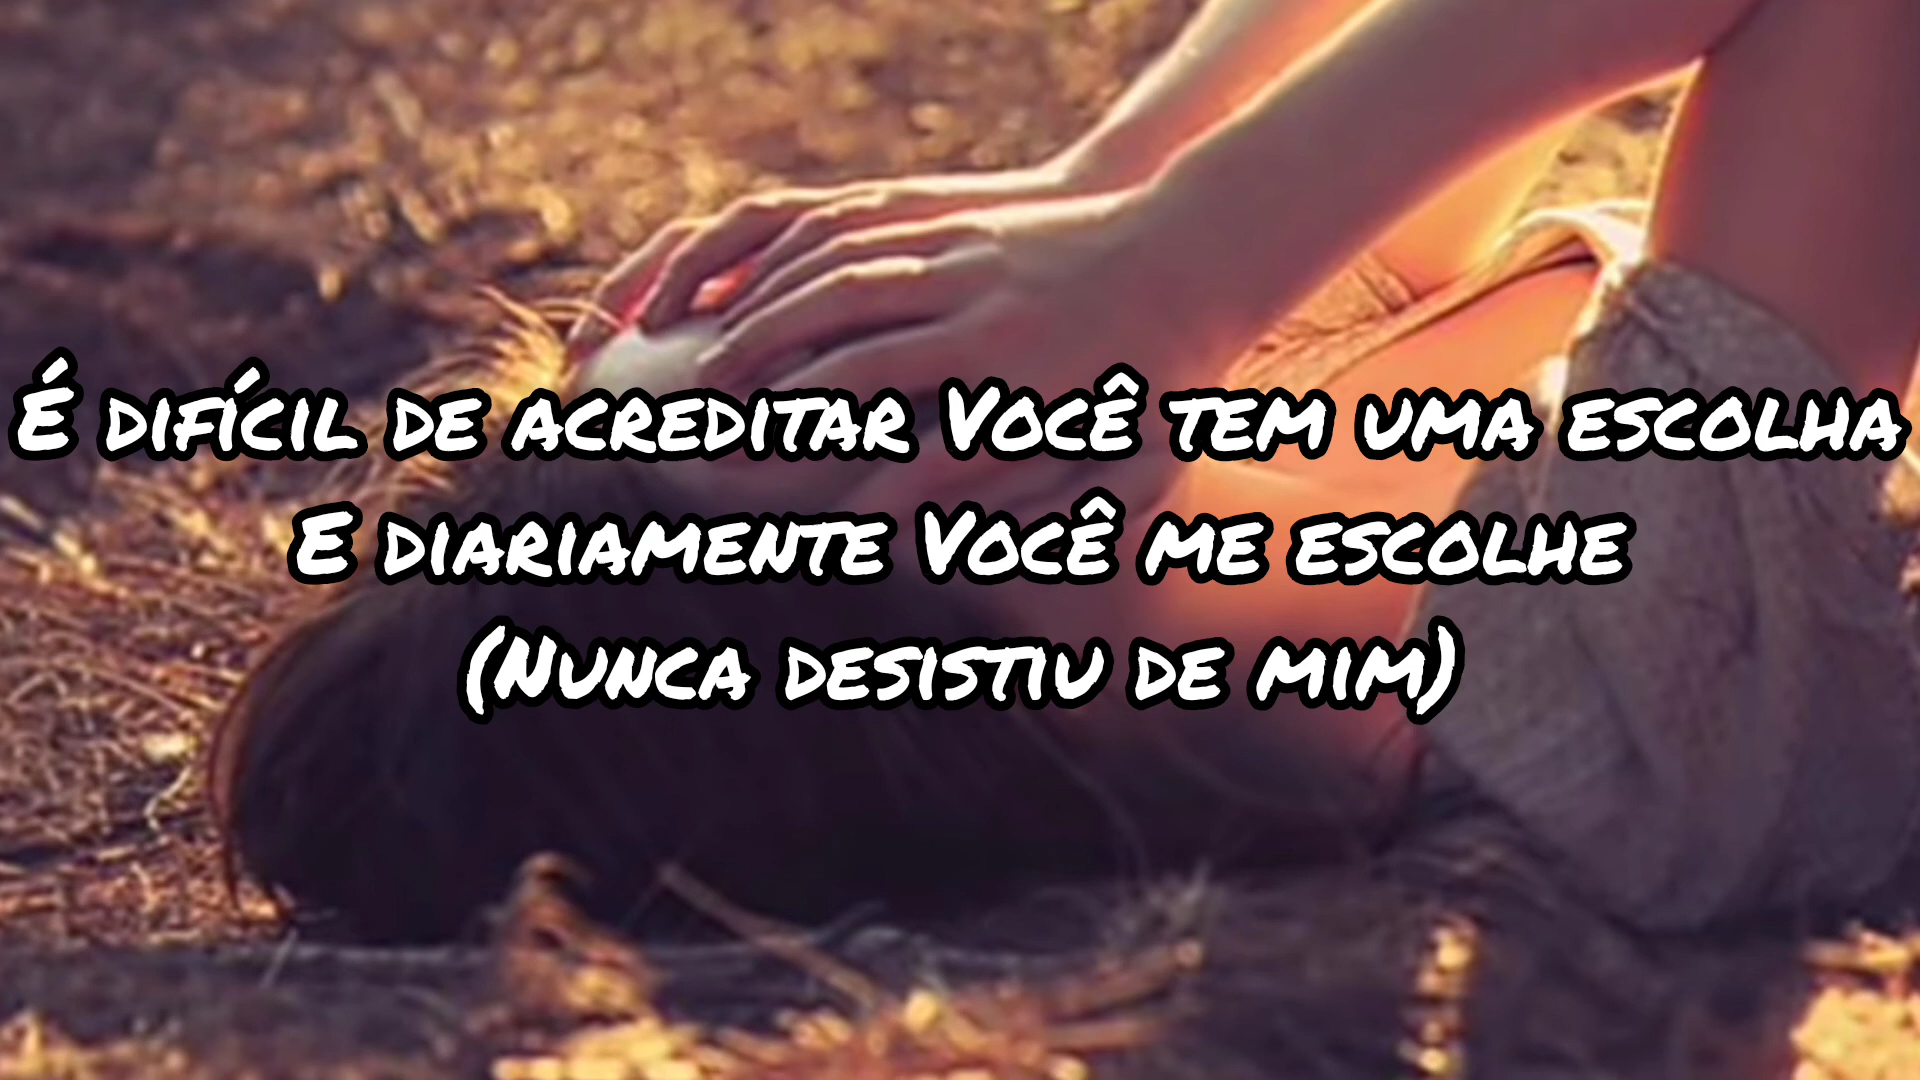 É difícil de acreditar Você tem uma escolha
E diariamente Você me escolhe
(Nunca desistiu de mim)